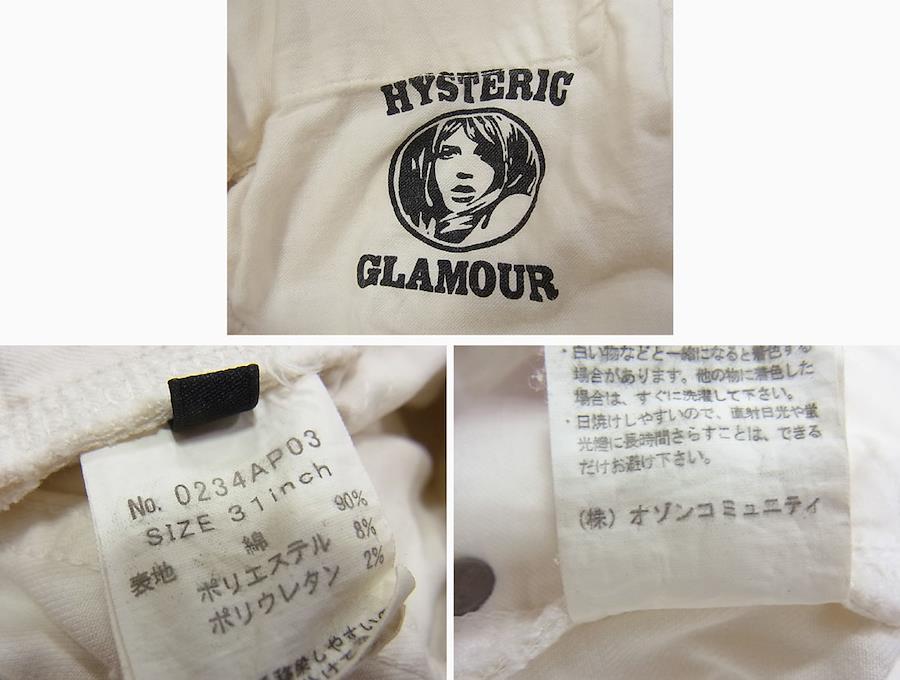 HYSTERIC
GLAMOUR
No. 0234AP03
SIZE 31inch
表地 綿 90%
ポリエステル 8%
ポリウレタン 2%
・白い物などと一緒になると着色する
場合があります。他の物に着色した
場合は、すぐに洗濯して下さい。
・日焼けしやすいので、直射日光や蛍
光燈に長時間さらすことは、できる
だけお避け下さい。
(株) オゾンコミュニティ